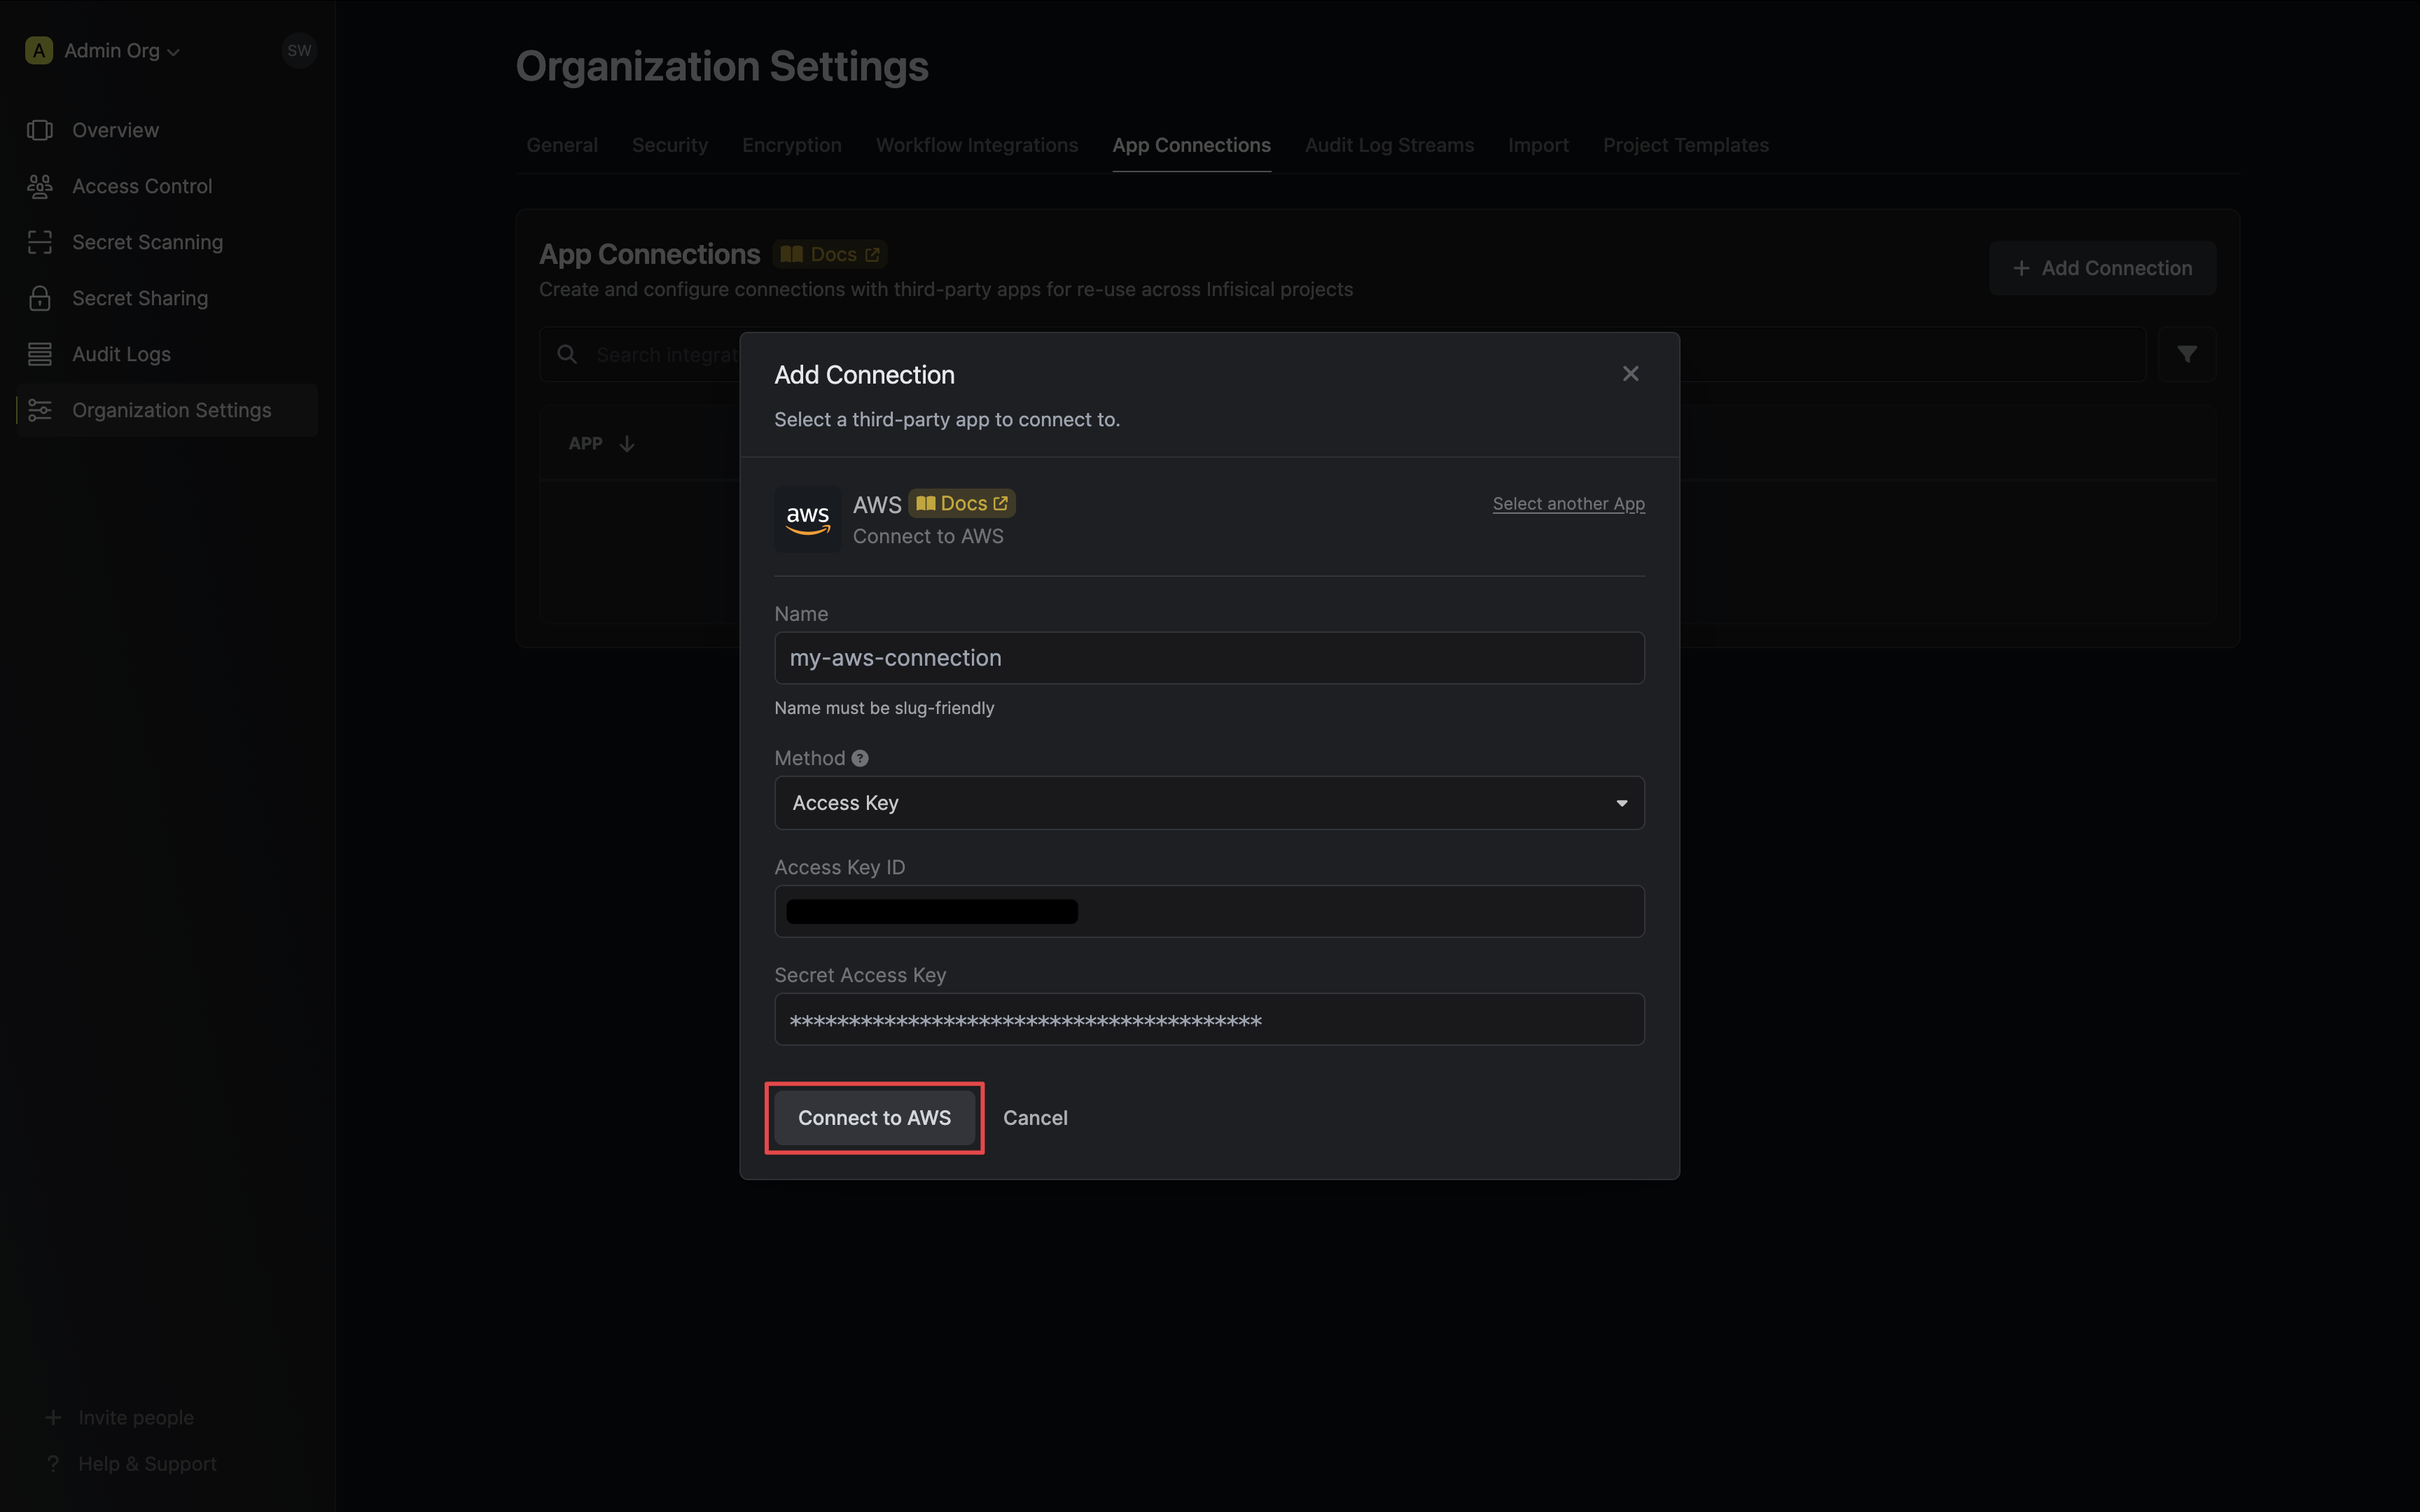 A Admin Org
SW
Overview
Access Control
Secret Scanning
Secret Sharing
Audit Logs
Organization Settings
Invite people
? Help & Support
Organization Settings
General Security Encryption Workflow Integrations App Connections Audit Log Streams Import Project Templates
App Connections Docs
Create and configure connections with third-party apps for re-use across Infisical projects
+ Add Connection
Search integrat
APP
Add Connection
Select a third-party app to connect to.
aws
AWS Docs
Connect to AWS
Select another App
Name
my-aws-connection
Name must be slug-friendly
Method ?
Access Key
Access Key ID
Secret Access Key
****************************************
Connect to AWS Cancel